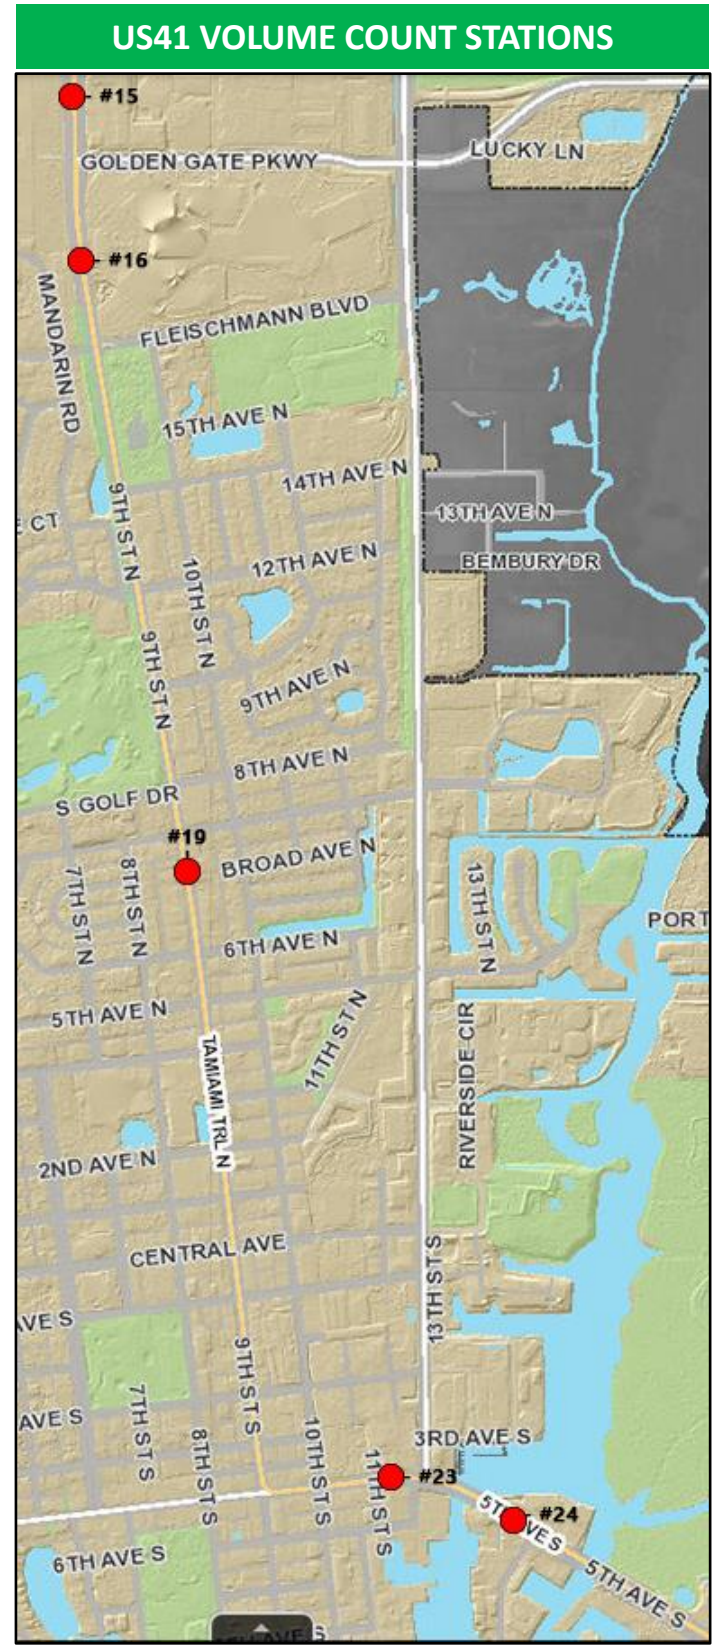 US41 VOLUME COUNT STATIONS
#15
GOLDEN GATE PKWY
LUCKY LN
#16
MANDARIN RD
FLEISCHMANN BLVD
15TH AVE N
14TH AVE N
9TH ST N
E CT
13TH AVE N
12TH AVE N
BEMBURY DR
10TH ST N
9TH ST N
9TH AVE N
8TH AVE N
S GOLF DR
#19
BROAD AVE N
7TH ST N
8TH ST N
13TH ST N
PORT
6TH AVE N
5TH AVE N
11TH ST N
TAMIAMI TRL N
RIVERSIDE CIR
2ND AVE N
CENTRAL AVE
13TH ST S
AVE S
9TH ST S
7TH ST S
AVE S
8TH ST S
10TH ST S
3RD AVE S
11TH ST S
#23
#24
5TH AVE S
6TH AVE S
5TH AVE S